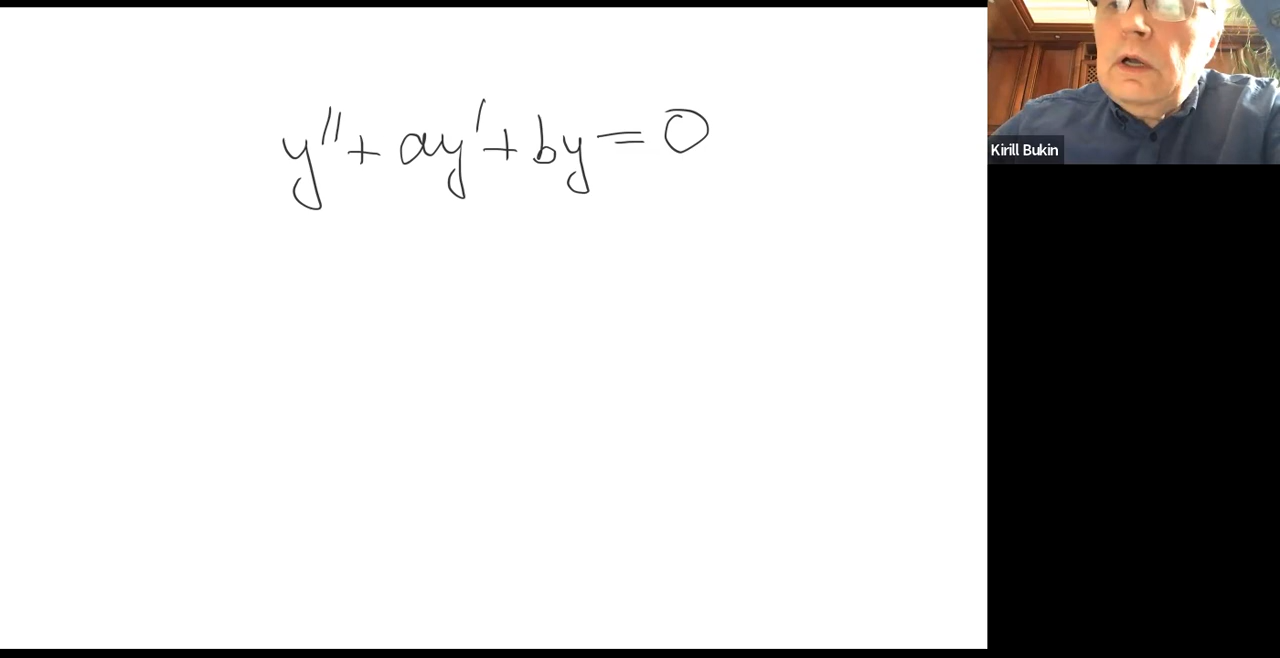 y'' + ay' + by = 0
Kirill Bukin